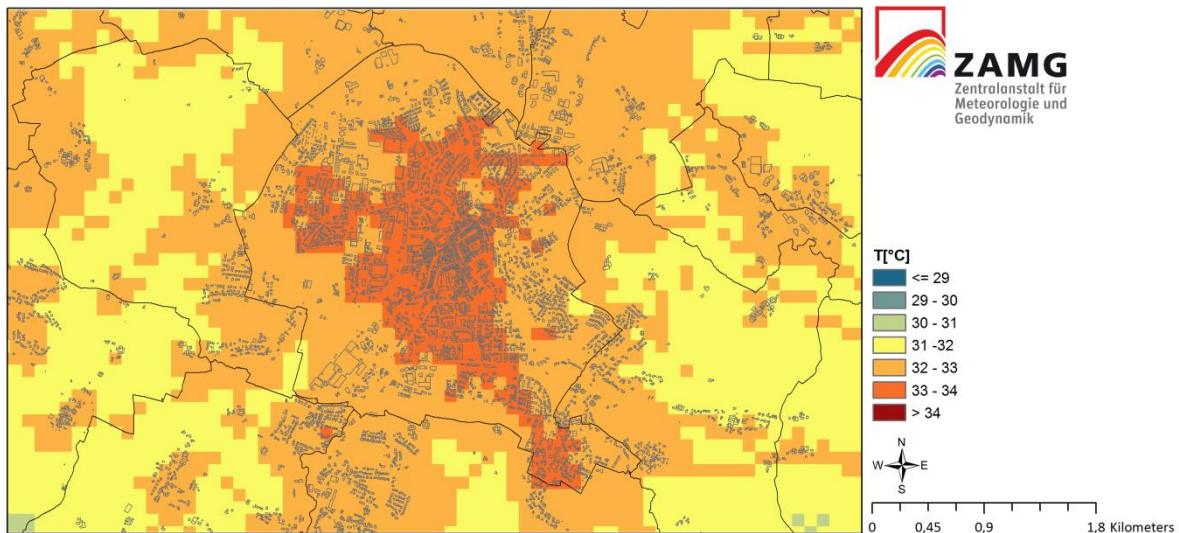 ZAMG
Zentralanstalt für
Meteorologie und
Geodynamik
T[°C]
<= 29
29 - 30
30 - 31
31 -32
32 - 33
33 - 34
> 34
N
W E
S
0 0,45 0,9 1,8 Kilometers